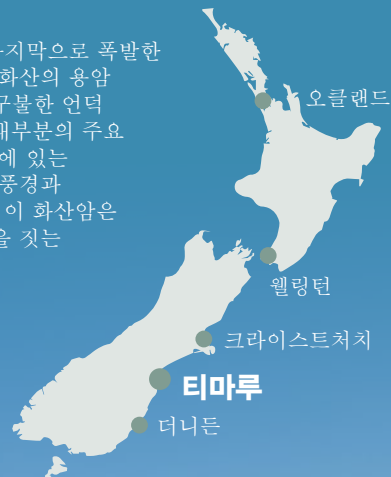 마지막으로 폭발한
화산의 용암
구불한 언덕
대부분의 주요
에 있는
풍경과
이 화산암은
을 짓는
오클랜드
웰링턴
크라이스트처치
티마루
더니든